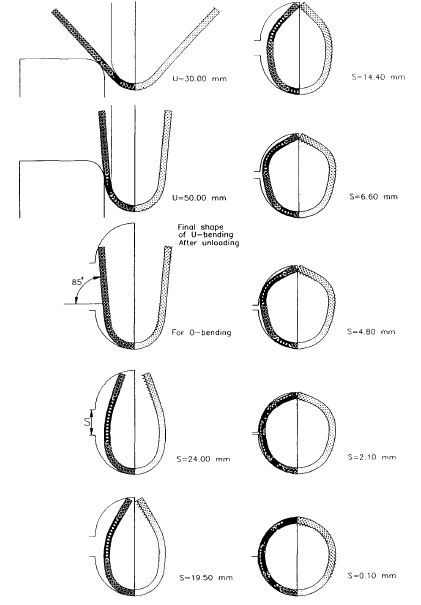 U=30.00 mm
S=14.40 mm
U=50.00 mm
S=6.60 mm
Final shape
of U-bending
After unloading
85°
For O-bending
S=4.80 mm
S
S=24.00 mm
S=2.10 mm
S=19.50 mm
S=0.10 mm